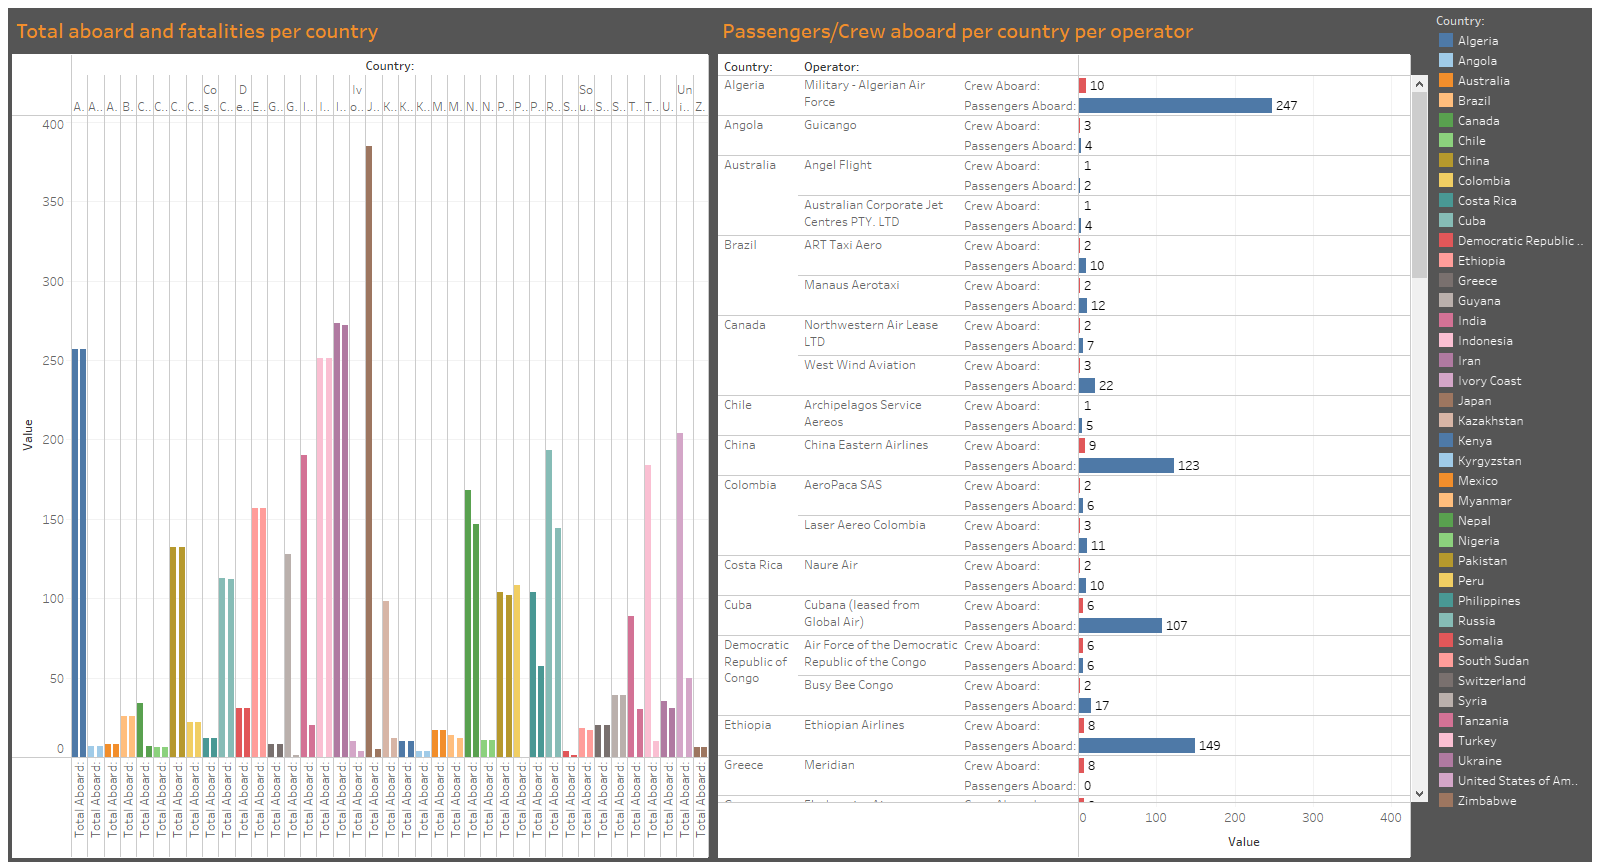 Total aboard and fatalities per country
Country:
Co Iv So Un
D
A.. A.. A.. B.. C.. C.. C.. C.. s.. C.. e.. E.. G.. G.. I.. I.. I.. o.. J.. K.. K.. K.. M.. M.. N.. N.. P.. P.. P.. R.. S.. u.. S.. S.. T.. T.. U.. i.. Z..
400
350
300
250
200
150
100
50
0
Value
Total Aboard: Total Aboard: Total Aboard: Total Aboard: Total Aboard: Total Aboard: Total Aboard: Total Aboard: Total Aboard: Total Aboard: Total Aboard: Total Aboard: Total Aboard: Total Aboard: Total Aboard: Total Aboard: Total Aboard: Total Aboard: Total Aboard: Total Aboard: Total Aboard: Total Aboard: Total Aboard: Total Aboard: Total Aboard: Total Aboard: Total Aboard: Total Aboard: Total Aboard: Total Aboard: Total Aboard: Total Aboard: Total Aboard: Total Aboard: Total Aboard: Total Aboard: Total Aboard: Total Aboard: Total Aboard:
Passengers/Crew aboard per country per operator
Country: Operator:
Algeria Military - Algerian Air Crew Aboard: 10
Force Passengers Aboard: 247
Angola Guicango Crew Aboard: 3
Passengers Aboard: 4
Australia Angel Flight Crew Aboard: 1
Passengers Aboard: 2
Australian Corporate Jet Crew Aboard: 1
Centres PTY. LTD Passengers Aboard: 4
Brazil ART Taxi Aero Crew Aboard: 2
Passengers Aboard: 10
Manaus Aerotaxi Crew Aboard: 2
Passengers Aboard: 12
Canada Northwestern Air Lease Crew Aboard: 2
LTD Passengers Aboard: 7
West Wind Aviation Crew Aboard: 3
Passengers Aboard: 22
Chile Archipelagos Service Crew Aboard: 1
Aereos Passengers Aboard: 5
China China Eastern Airlines Crew Aboard: 9
Passengers Aboard: 123
Colombia AeroPaca SAS Crew Aboard: 2
Passengers Aboard: 6
Laser Aereo Colombia Crew Aboard: 3
Passengers Aboard: 11
Costa Rica Naure Air Crew Aboard: 2
Passengers Aboard: 10
Cuba Cubana (leased from Crew Aboard: 6
Global Air) Passengers Aboard: 107
Democratic Air Force of the Democratic Crew Aboard: 6
Republic of Republic of the Congo Passengers Aboard: 6
Congo Busy Bee Congo Crew Aboard: 2
Passengers Aboard: 17
Ethiopia Ethiopian Airlines Crew Aboard: 8
Passengers Aboard: 149
Greece Meridian Crew Aboard: 8
Passengers Aboard: 0
0 100 200 300 400
Value
Country:
Algeria
Angola
Australia
Brazil
Canada
Chile
China
Colombia
Costa Rica
Cuba
Democratic Republic ..
Ethiopia
Greece
Guyana
India
Indonesia
Iran
Ivory Coast
Japan
Kazakhstan
Kenya
Kyrgyzstan
Mexico
Myanmar
Nepal
Nigeria
Pakistan
Peru
Philippines
Russia
Somalia
South Sudan
Switzerland
Syria
Tanzania
Turkey
Ukraine
United States of Am..
Zimbabwe